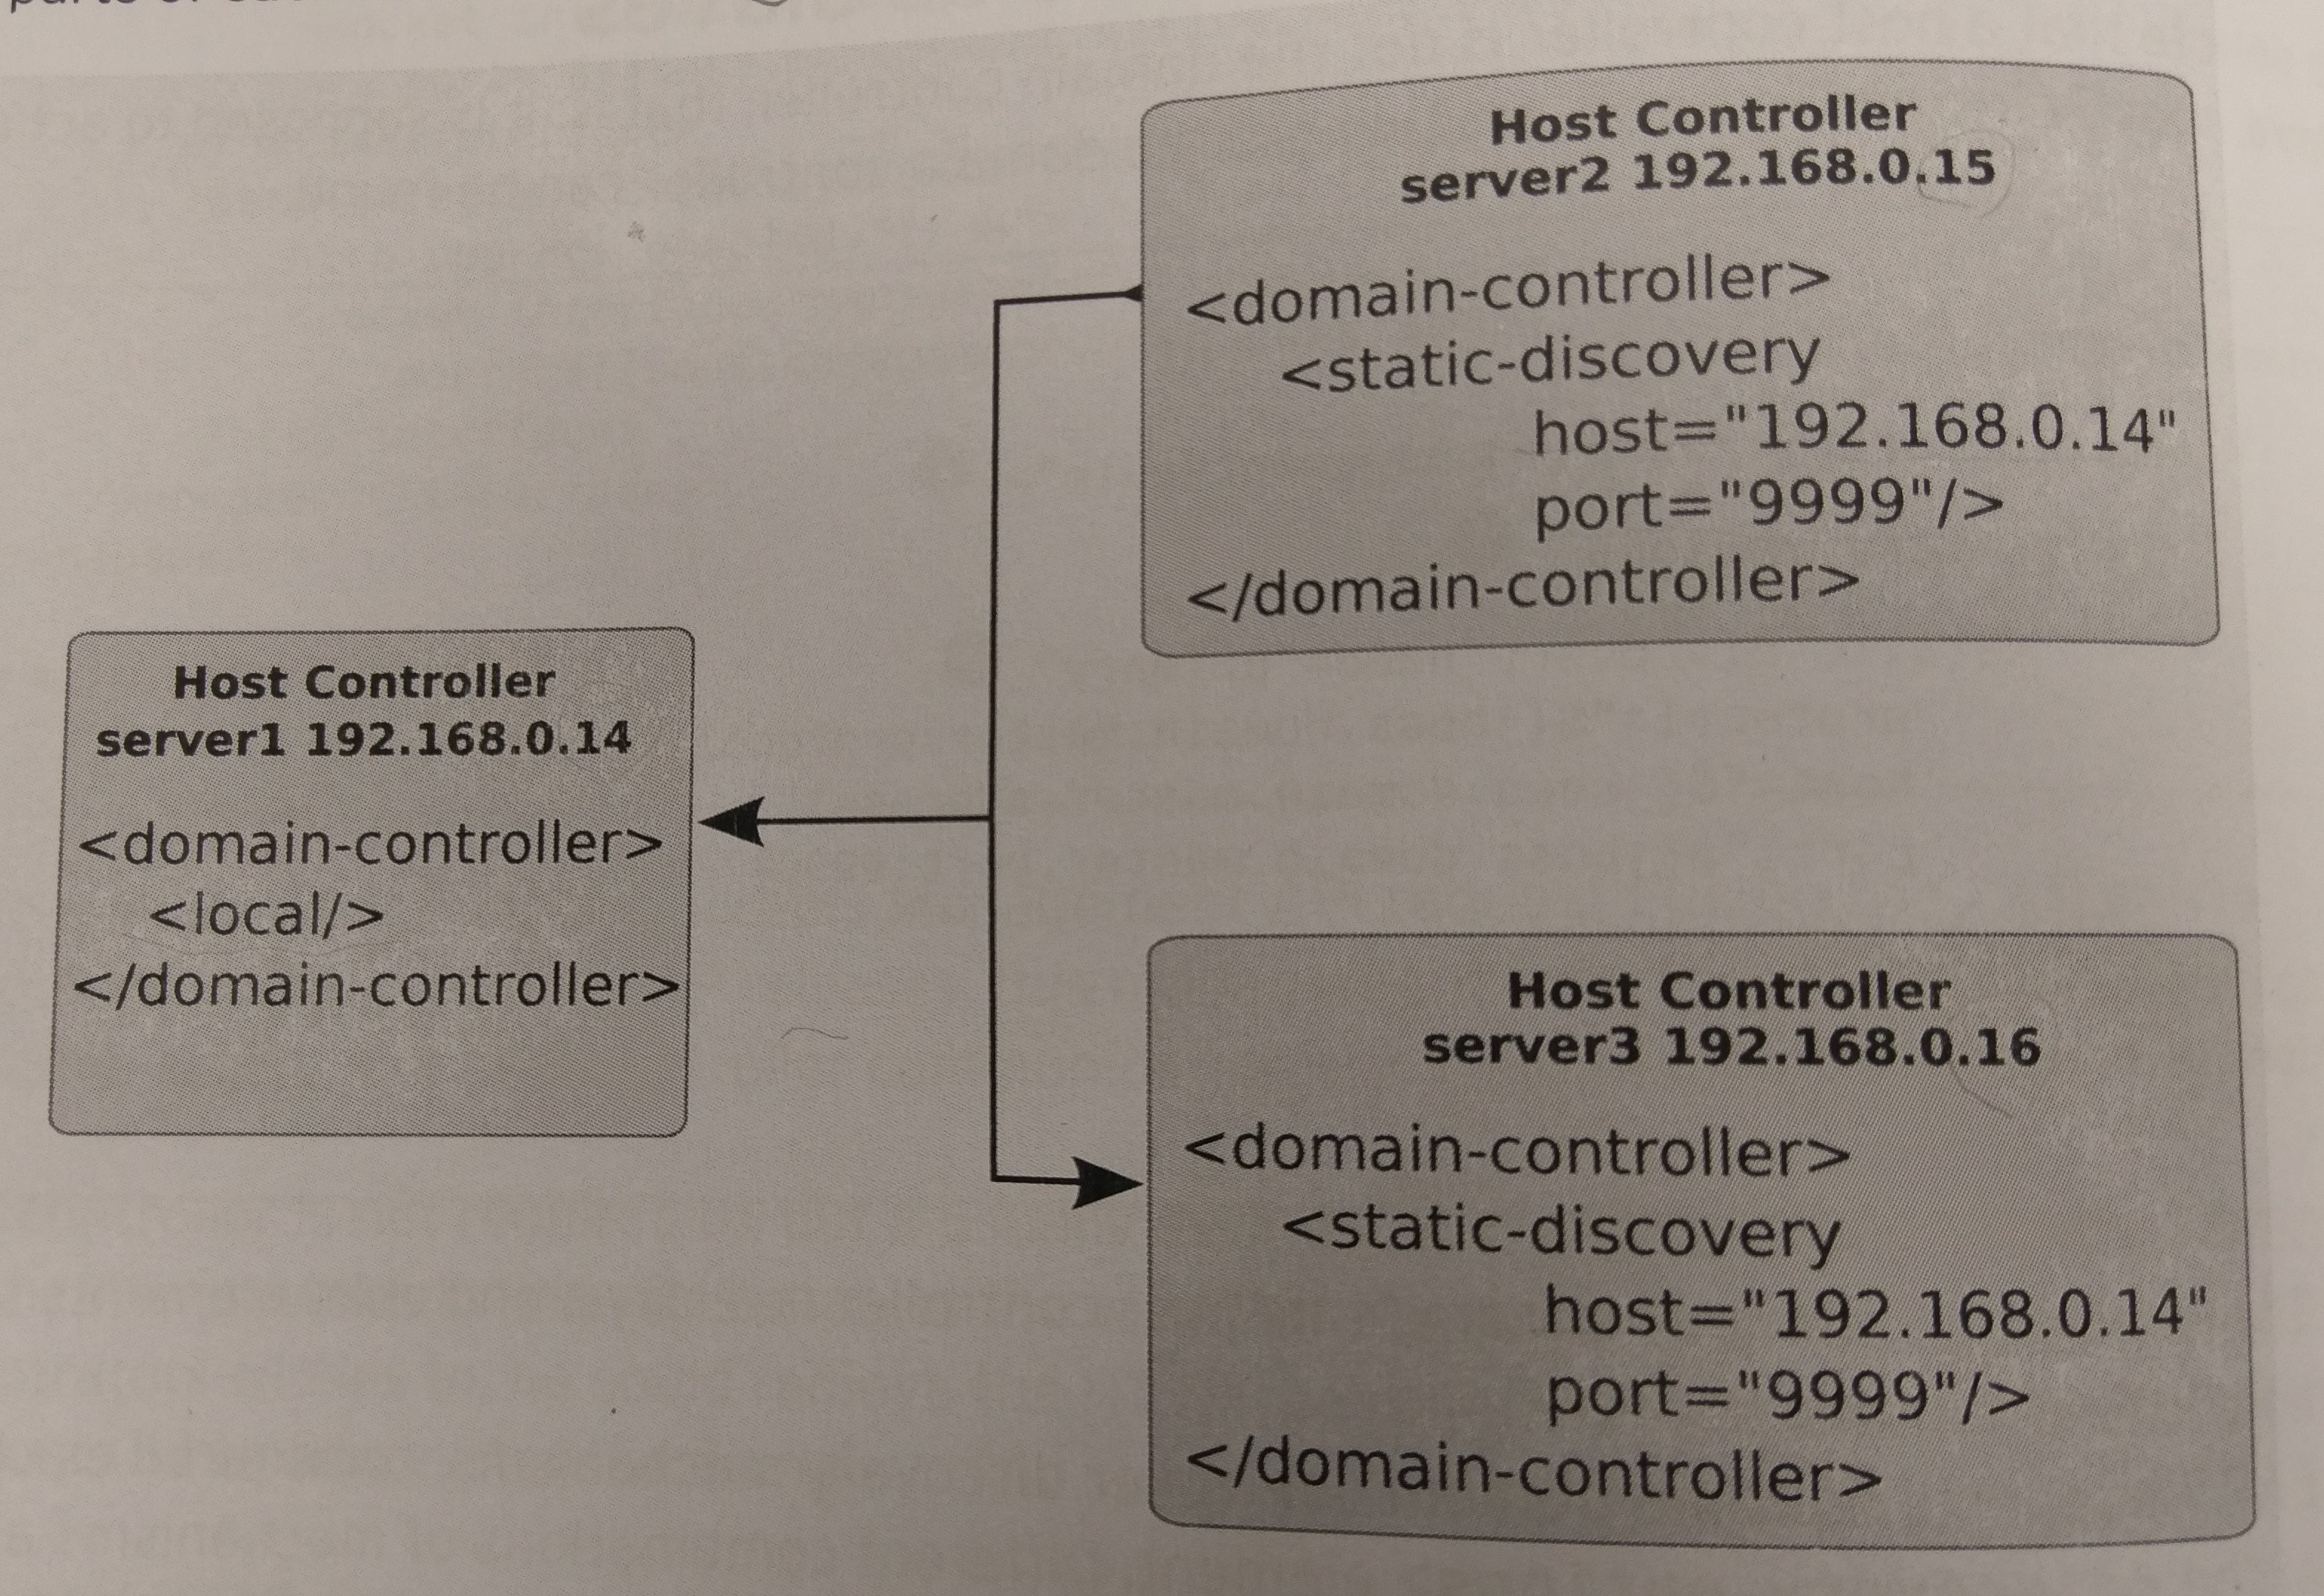 parts of
Host Controller
server2 192.168.0.15
<domain-controller>
<static-discovery
host="192.168.0.14"
port="9999"/>
</domain-controller>
Host Controller
server1 192.168.0.14
<domain-controller>
<local/>
</domain-controller>
Host Controller
server3 192.168.0.16
<domain-controller>
<static-discovery
host="192.168.0.14"
port="9999"/>
</domain-controller>